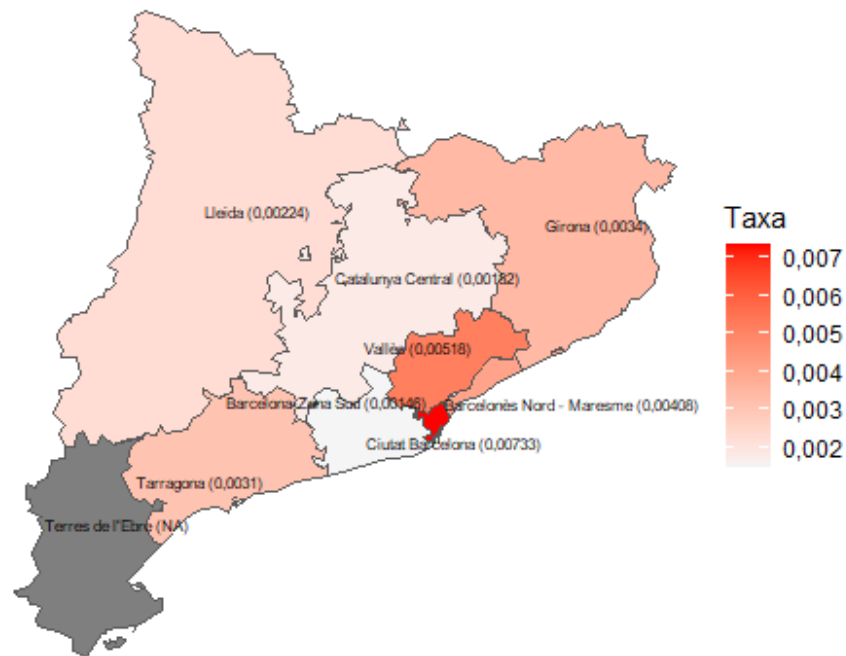 Lleida (0,00224)
Girona (0,0034)
Catalunya Central (0,00182)
Vallès (0,00518)
Barcelona Zona Sud (0,00146)
Barcelonès Nord - Maresme (0,00408)
Ciutat Barcelona (0,00733)
Tarragona (0,0031)
Terres de l'Ebre (NA)
Taxa
0,007
0,006
0,005
0,004
0,003
0,002